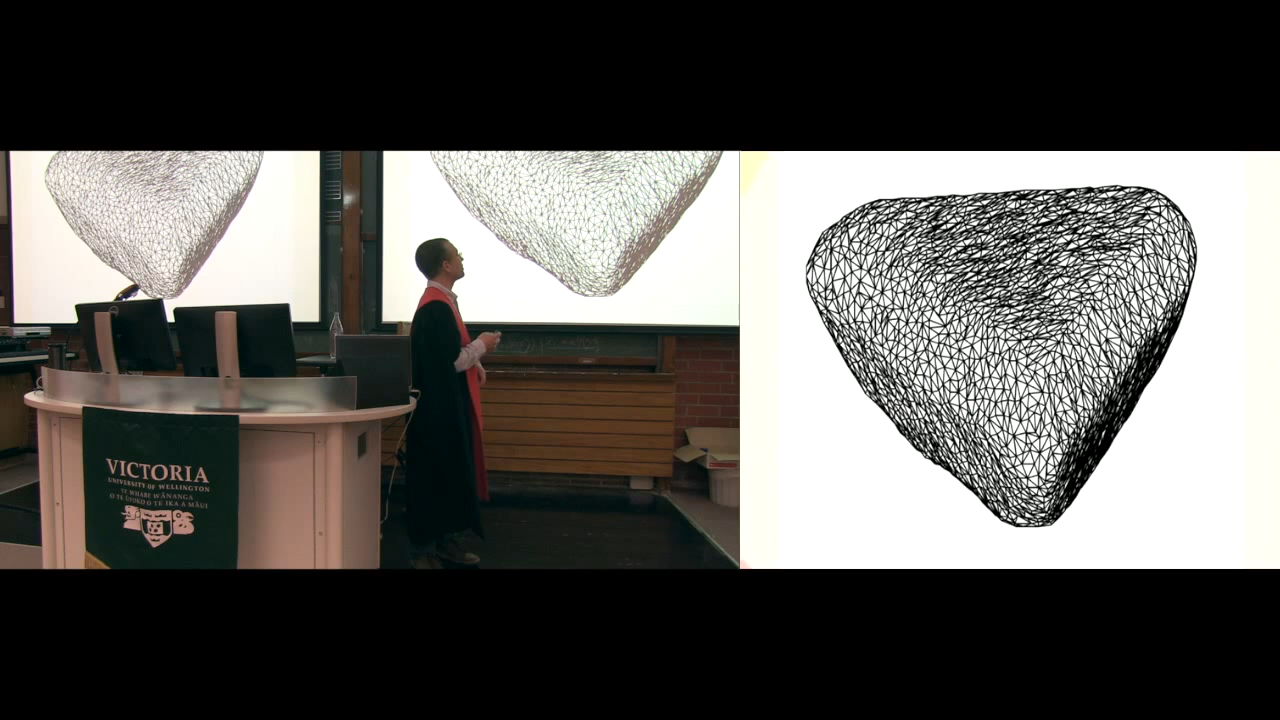 VICTORIA
UNIVERSITY OF WELLINGTON
TE WHARE WĀNANGA
O TE ŪPOKO O TE IKA A MĀUI